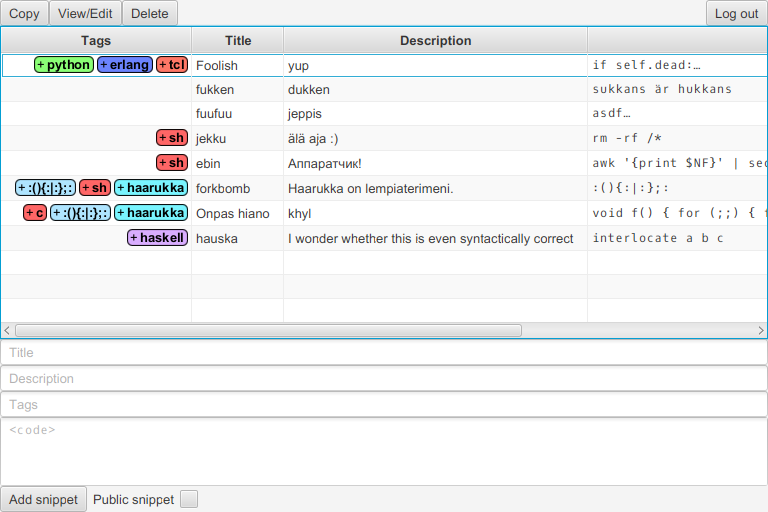 Copy View/Edit Delete Log out
Tags Title Description
+ python + erlang + tcl Foolish yup if self.dead:…
fukken dukken sukkans är hukkans
fuufuu jeppis asdf…
+ sh jekku älä aja :) rm -rf /*
+ sh ebin Аппаратчик! awk '{print $NF}' | sed
+ :(){:|:};: + sh + haarukka forkbomb Haarukka on lempiaterimeni. :(){:|:};:
+ c + :(){:|:};: + haarukka Onpas hiano khyl void f() { for (;;) { f
+ haskell hauska I wonder whether this is even syntactically correct interlocate a b c
Title
Description
Tags
<code>
Add snippet Public snippet